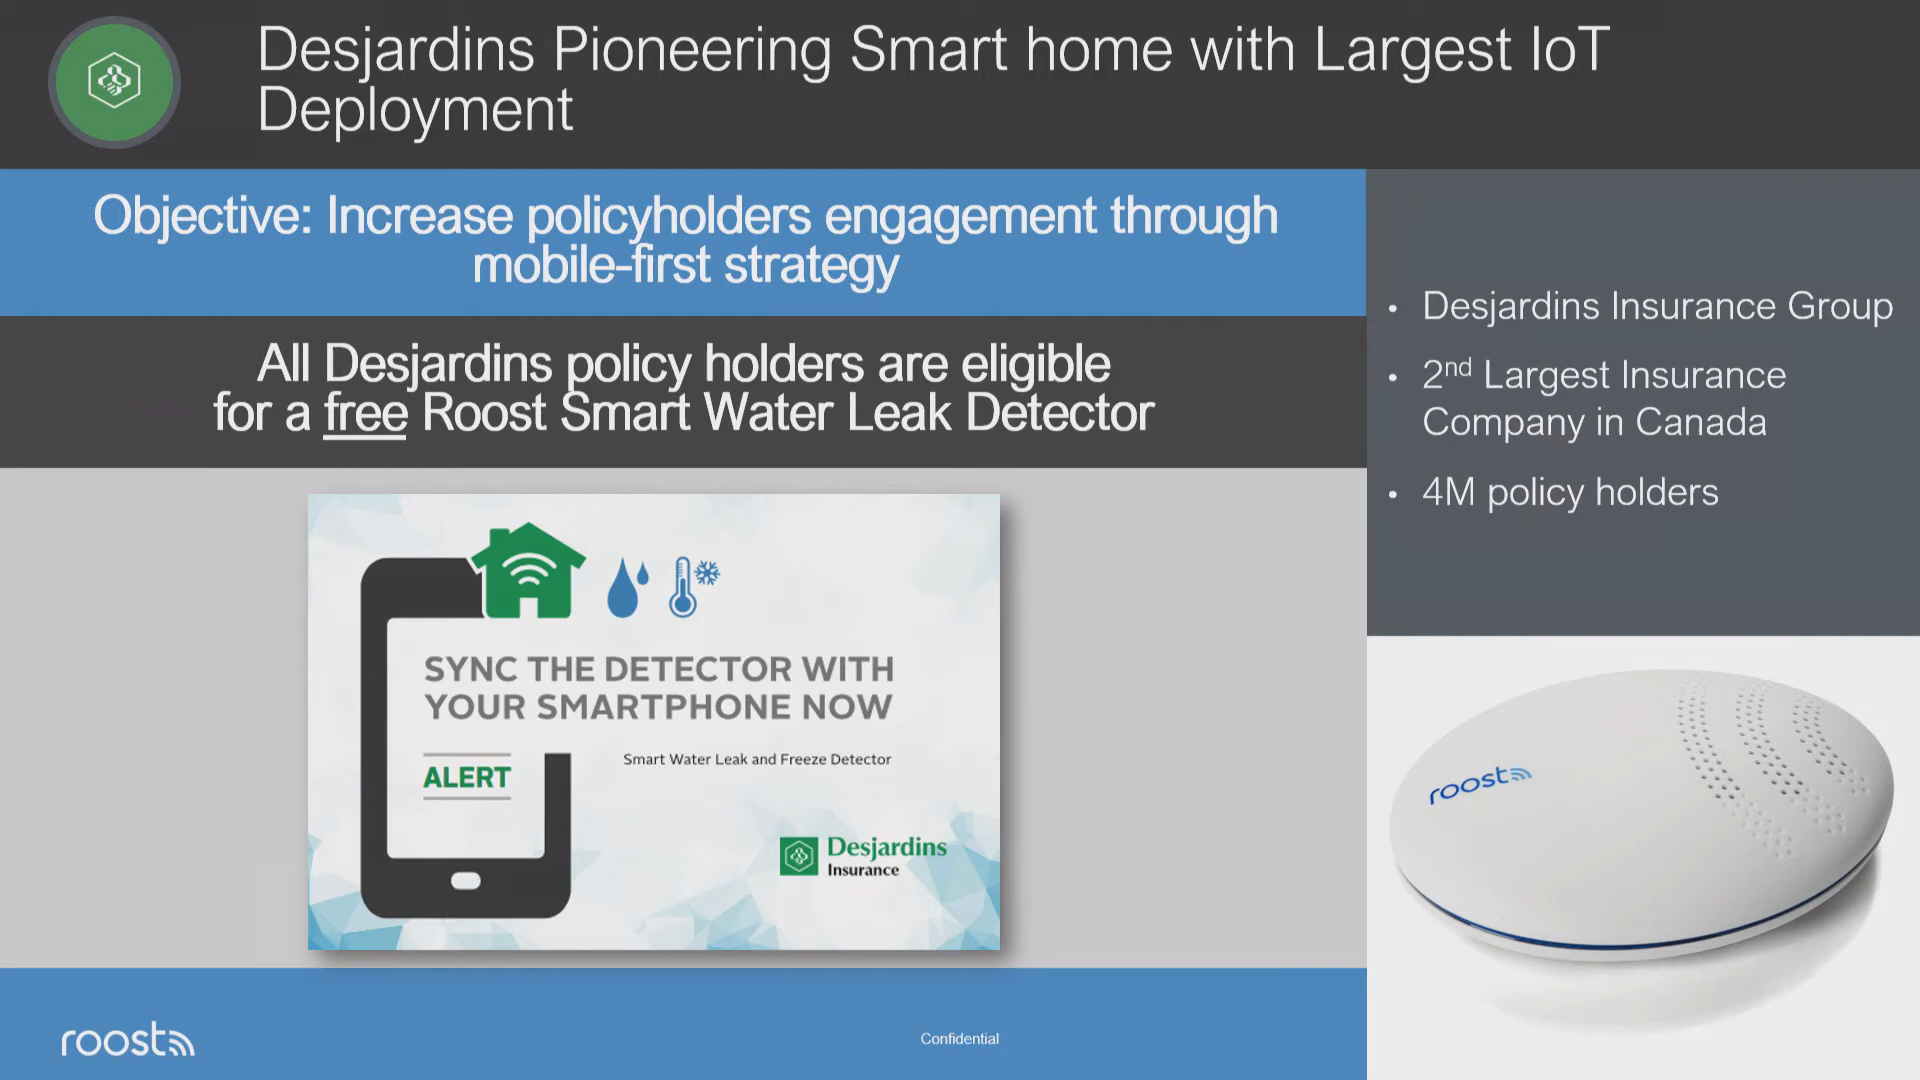 Desjardins Pioneering Smart home with Largest IoT
Deployment
Objective: Increase policyholders engagement through
mobile-first strategy
All Desjardins policy holders are eligible
for a free Roost Smart Water Leak Detector
• Desjardins Insurance Group
• 2nd Largest Insurance
Company in Canada
• 4M policy holders
SYNC THE DETECTOR WITH
YOUR SMARTPHONE NOW
Smart Water Leak and Freeze Detector
ALERT
Desjardins
Insurance
roost
roost
Confidential